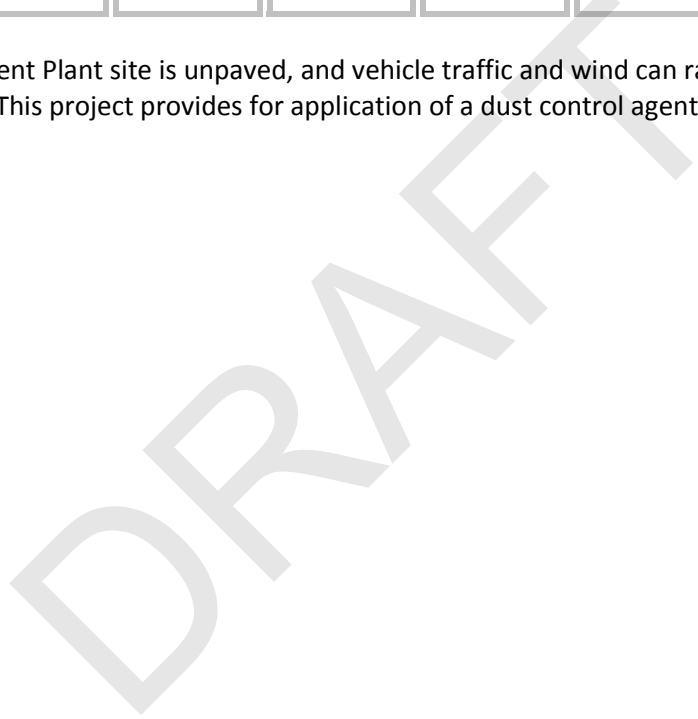 ent Plant site is unpaved, and vehicle traffic and wind can ra
This project provides for application of a dust control agent
DRAFT